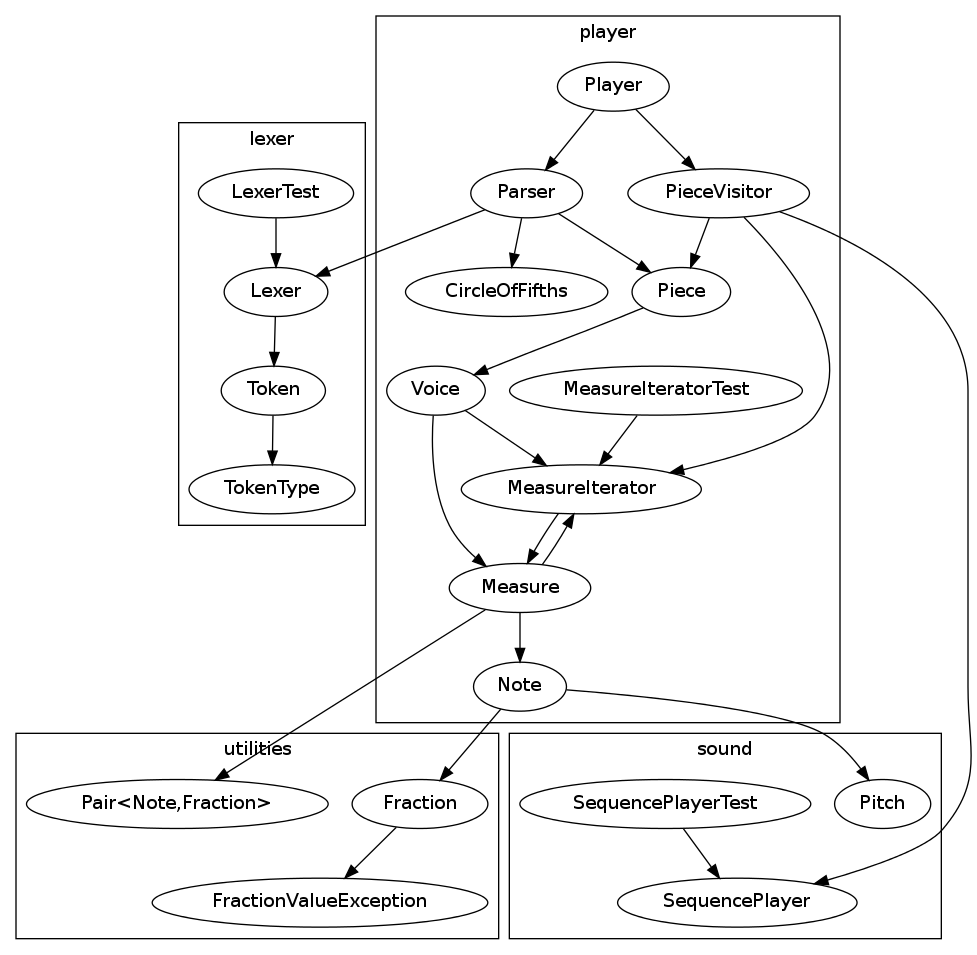 player
Player
lexer
LexerTest
Parser
PieceVisitor
Lexer
CircleOfFifths
Piece
Token
Voice
MeasureIteratorTest
TokenType
MeasureIterator
Measure
Note
utilities
sound
Pair<Note,Fraction>
Fraction
SequencePlayerTest
Pitch
FractionValueException
SequencePlayer